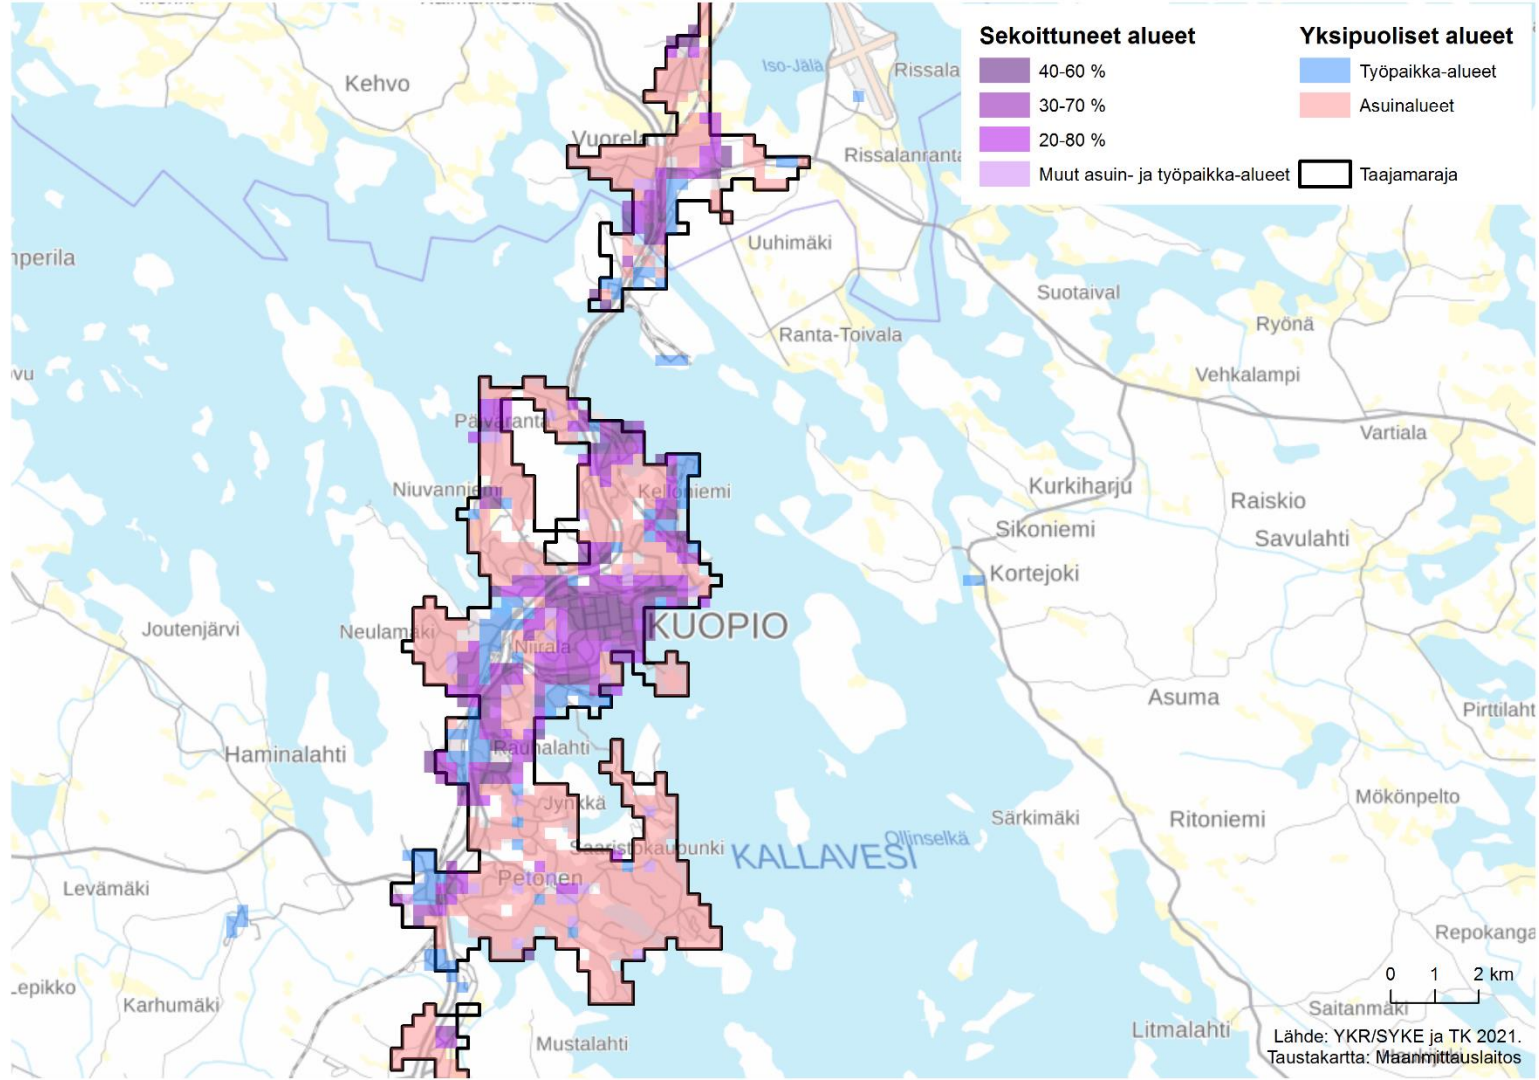 Sekoittuneet alueet
40-60 %
30-70 %
20-80 %
Muut asuin- ja työpaikka-alueet
Yksipuoliset alueet
Työpaikka-alueet
Asuinalueet
Taajamaraja
Kehvo
Iso-Jälä
Rissala
Vuorela
Rissalanranta
Uuhimäki
nperila
Suotaival
Ryönä
Ranta-Toivala
Vehkalampi
Päivaranta
Vartiala
Niuvanniemi
Kelloniemi
Kurkiharju
Raiskio
Sikoniemi
Savulahti
Kortejoki
Joutenjärvi
Neulamäki
KUOPIO
Niirala
Asuma
Pirttilaht
Haminalahti
Rauhalahti
Jynkkä
Mökönpelto
Särkimäki
Ritoniemi
Ollinselkä
Saaristokaupunki
KALLAVESI
Levämäki
Petonen
Repokanga
0 1 2 km
Lepikko
Karhumäki
Saitanmäki
Litmalahti
Mustalahti
Lähde: YKR/SYKE ja TK 2021.
Taustakartta: Maanmittauslaitos